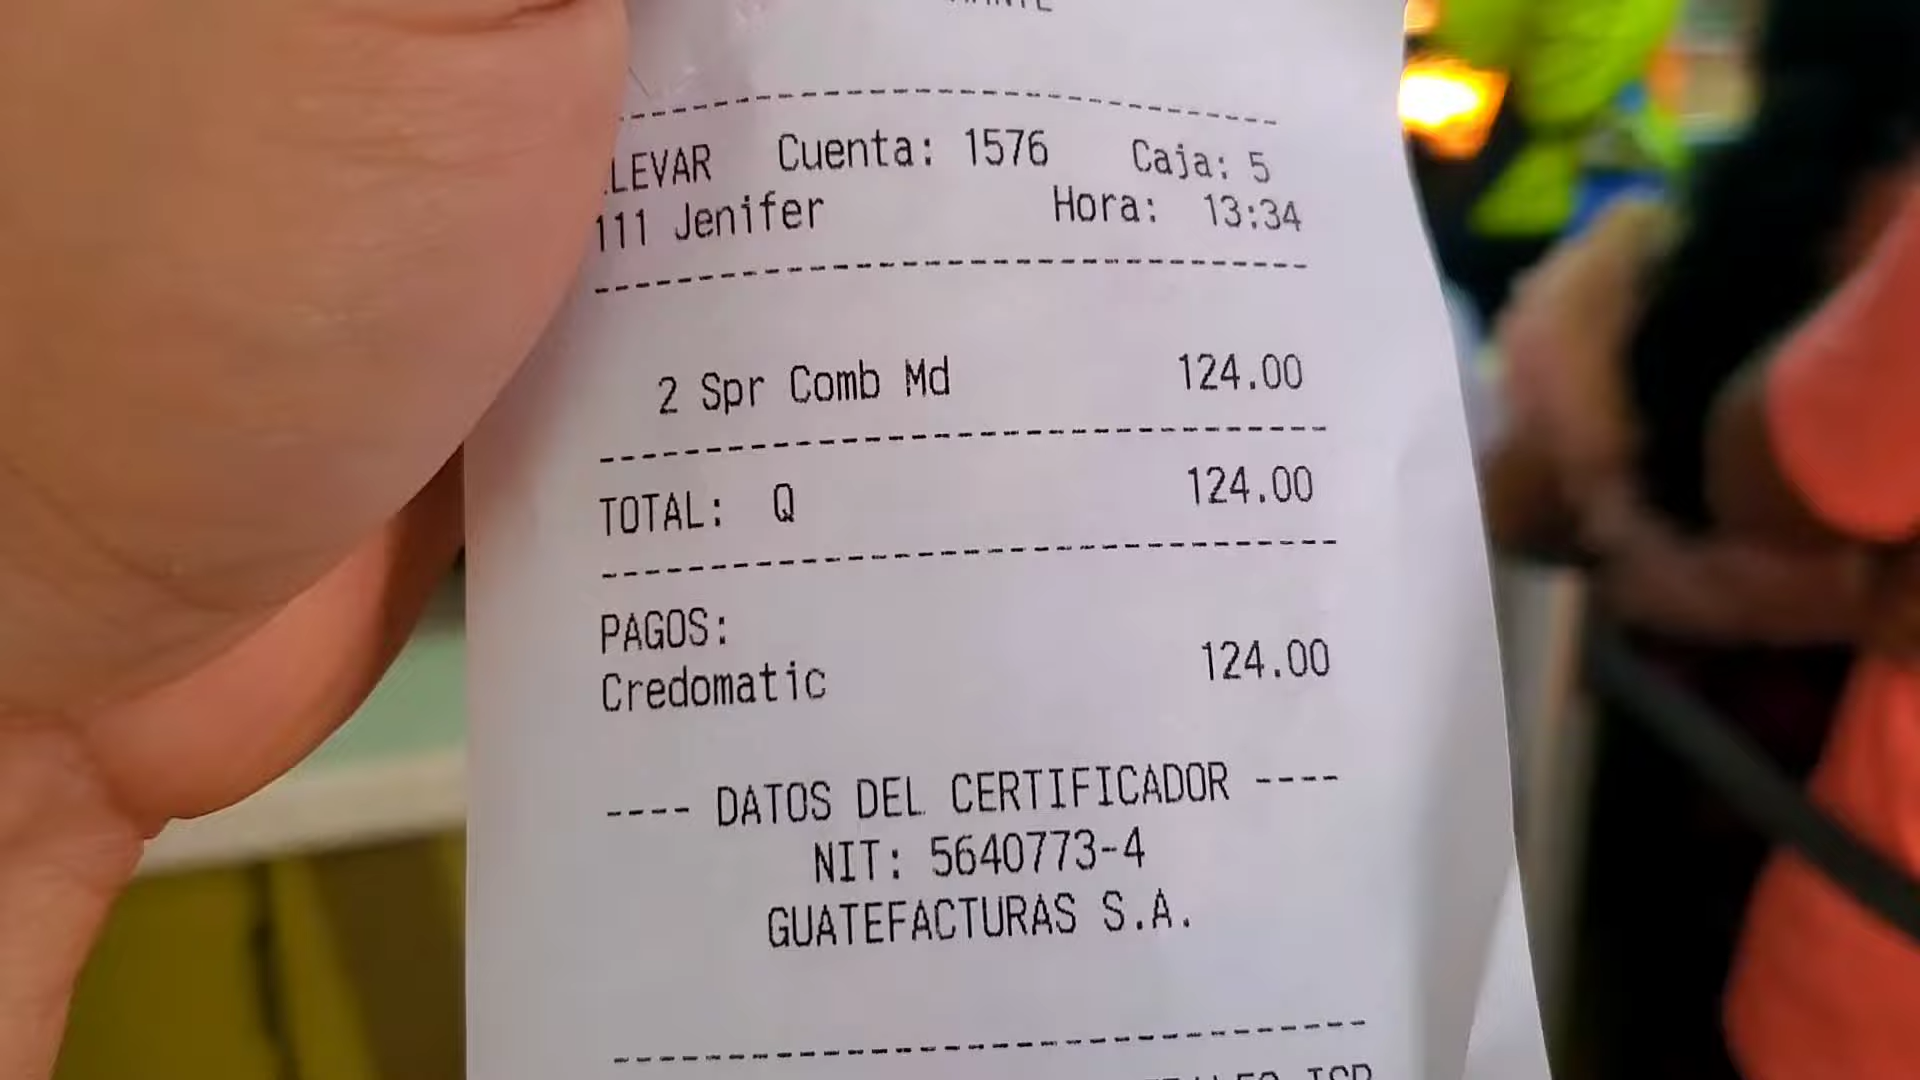 LEVAR Cuenta: 1576 Caja: 5
111 Jenifer Hora: 13:34
2 Spr Comb Md 124.00
TOTAL: Q 124.00
PAGOS:
Credomatic 124.00
---- DATOS DEL CERTIFICADOR ----
NIT: 5640773-4
GUATEFACTURAS S.A.